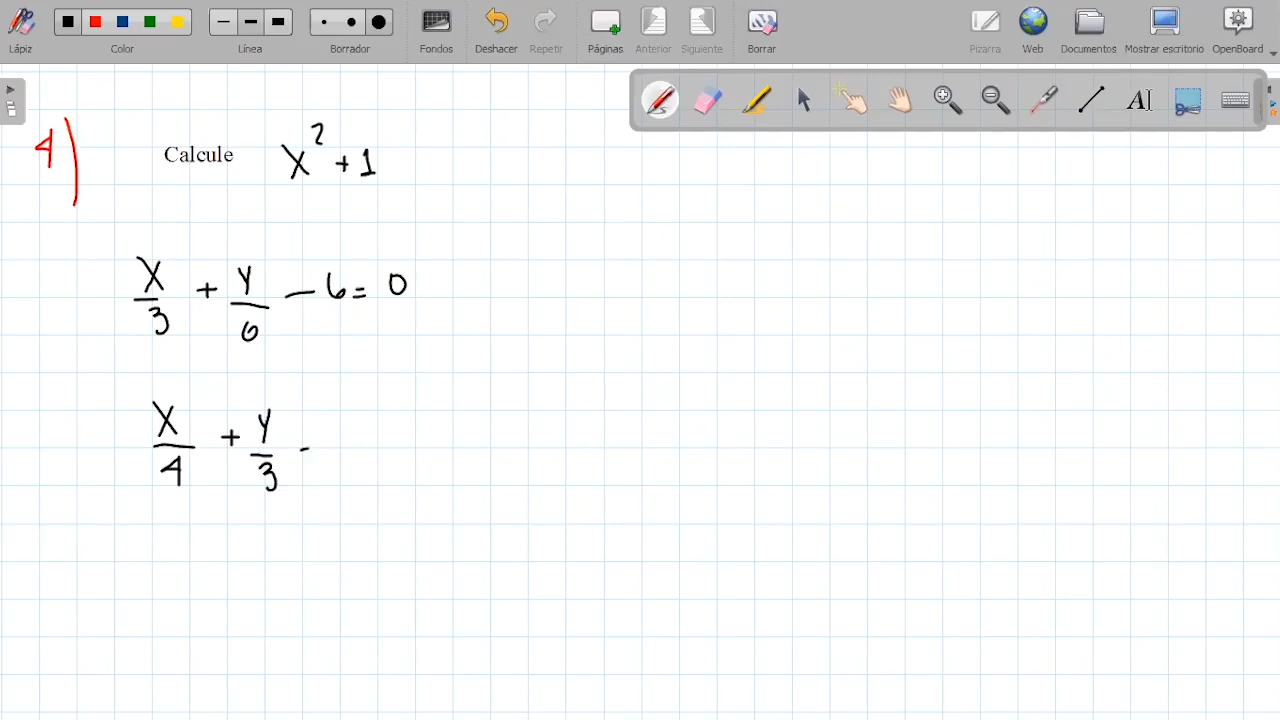 Lápiz Color Línea Borrador Fondos Deshacer Repetir Páginas Anterior Siguiente Borrar Pizarra Web Documentos Mostrar escritorio OpenBoard
4) Calcule x² + 1
x/3 + y/6 - 6 = 0
x/4 + y/3 -